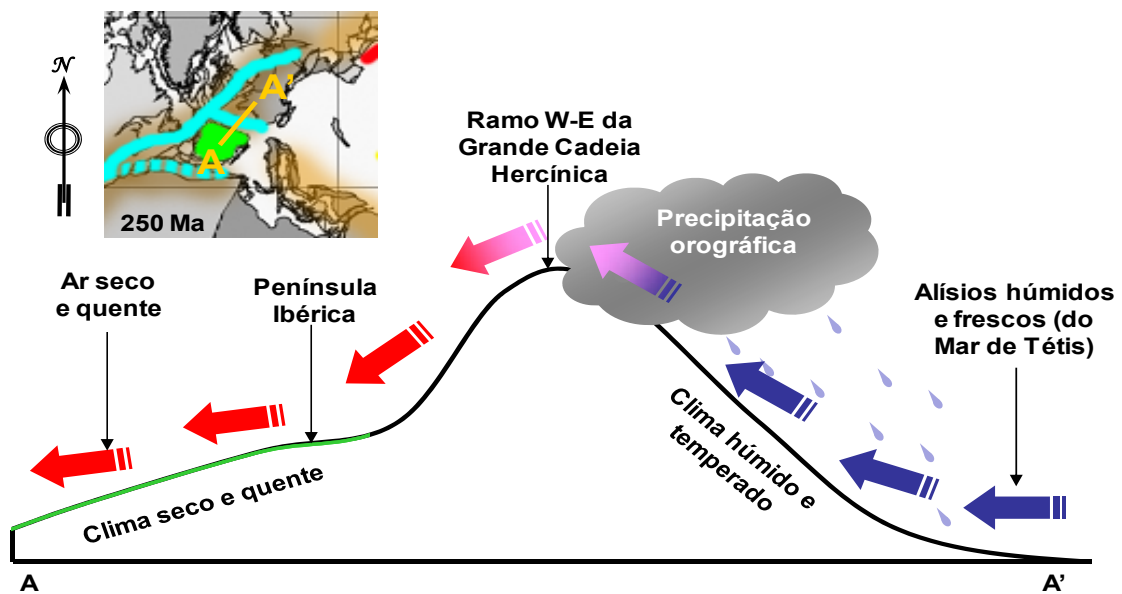 N
A'
A
250 Ma
Ramo W-E da
Grande Cadeia
Hercínica
Precipitação
orográfica
Ar seco
e quente
Península
Ibérica
Alísios húmidos
e frescos (do
Mar de Tétis)
Clima seco e quente
Clima húmido e
temperado
A
A'